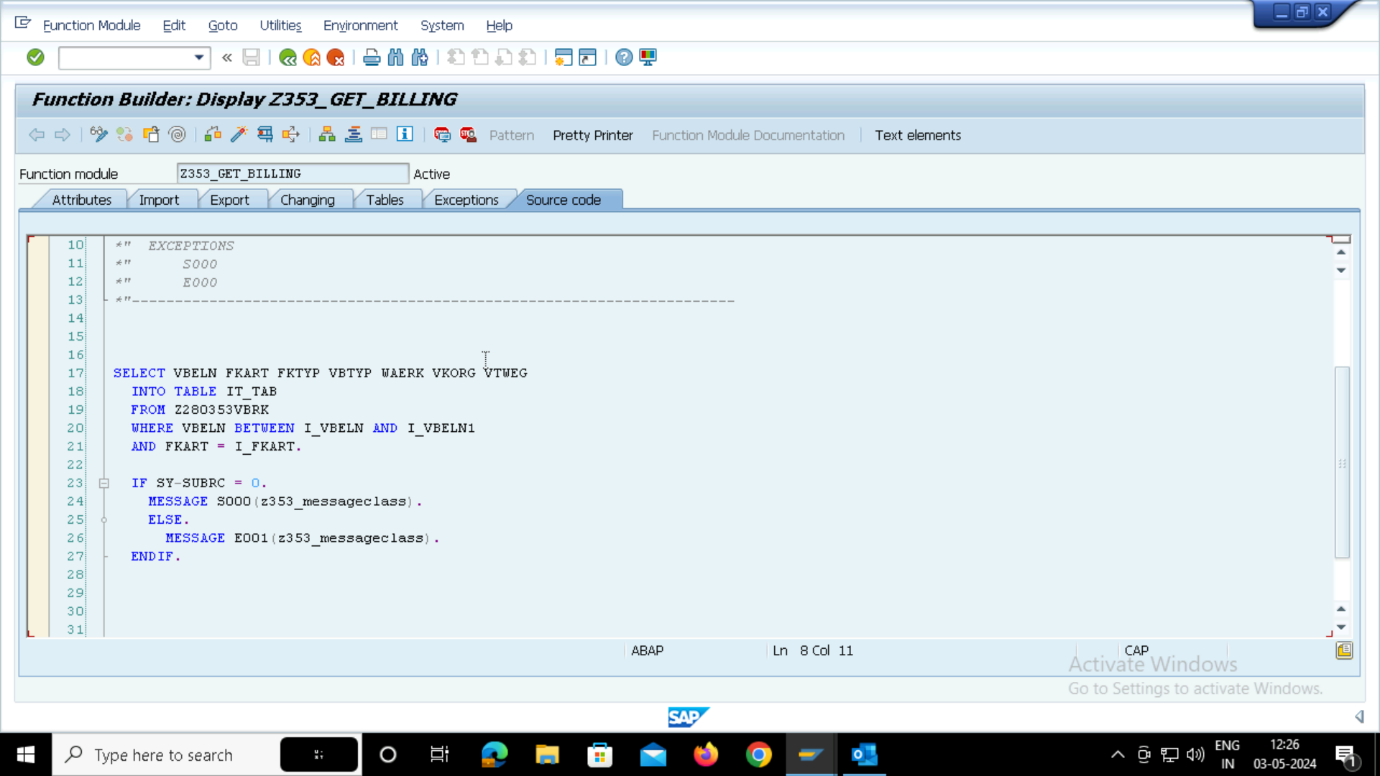 Function Module Edit Goto Utilities Environment System Help
Function Builder: Display Z353_GET_BILLING
Pattern Pretty Printer Function Module Documentation Text elements
Function module Z353_GET_BILLING Active
Attributes Import Export Changing Tables Exceptions Source code
10 *"  EXCEPTIONS
11 *"      S000
12 *"      E000
13 *"----------------------------------------------------------------------
14
15
16
17 SELECT VBELN FKART FKTYP VBTYP WAERK VKORG VTWEG
18 INTO TABLE IT_TAB
19 FROM Z280353VBRK
20 WHERE VBELN BETWEEN I_VBELN AND I_VBELN1
21 AND FKART = I_FKART.
22
23 IF SY-SUBRC = 0.
24 MESSAGE S000(z353_messageclass).
25 ELSE.
26 MESSAGE E001(z353_messageclass).
27 ENDIF.
28
29
30
31
ABAP Ln 8 Col 11 CAP
Activate Windows
Go to Settings to activate Windows.
SAP
Type here to search
ENG
IN
12:26
03-05-2024
1